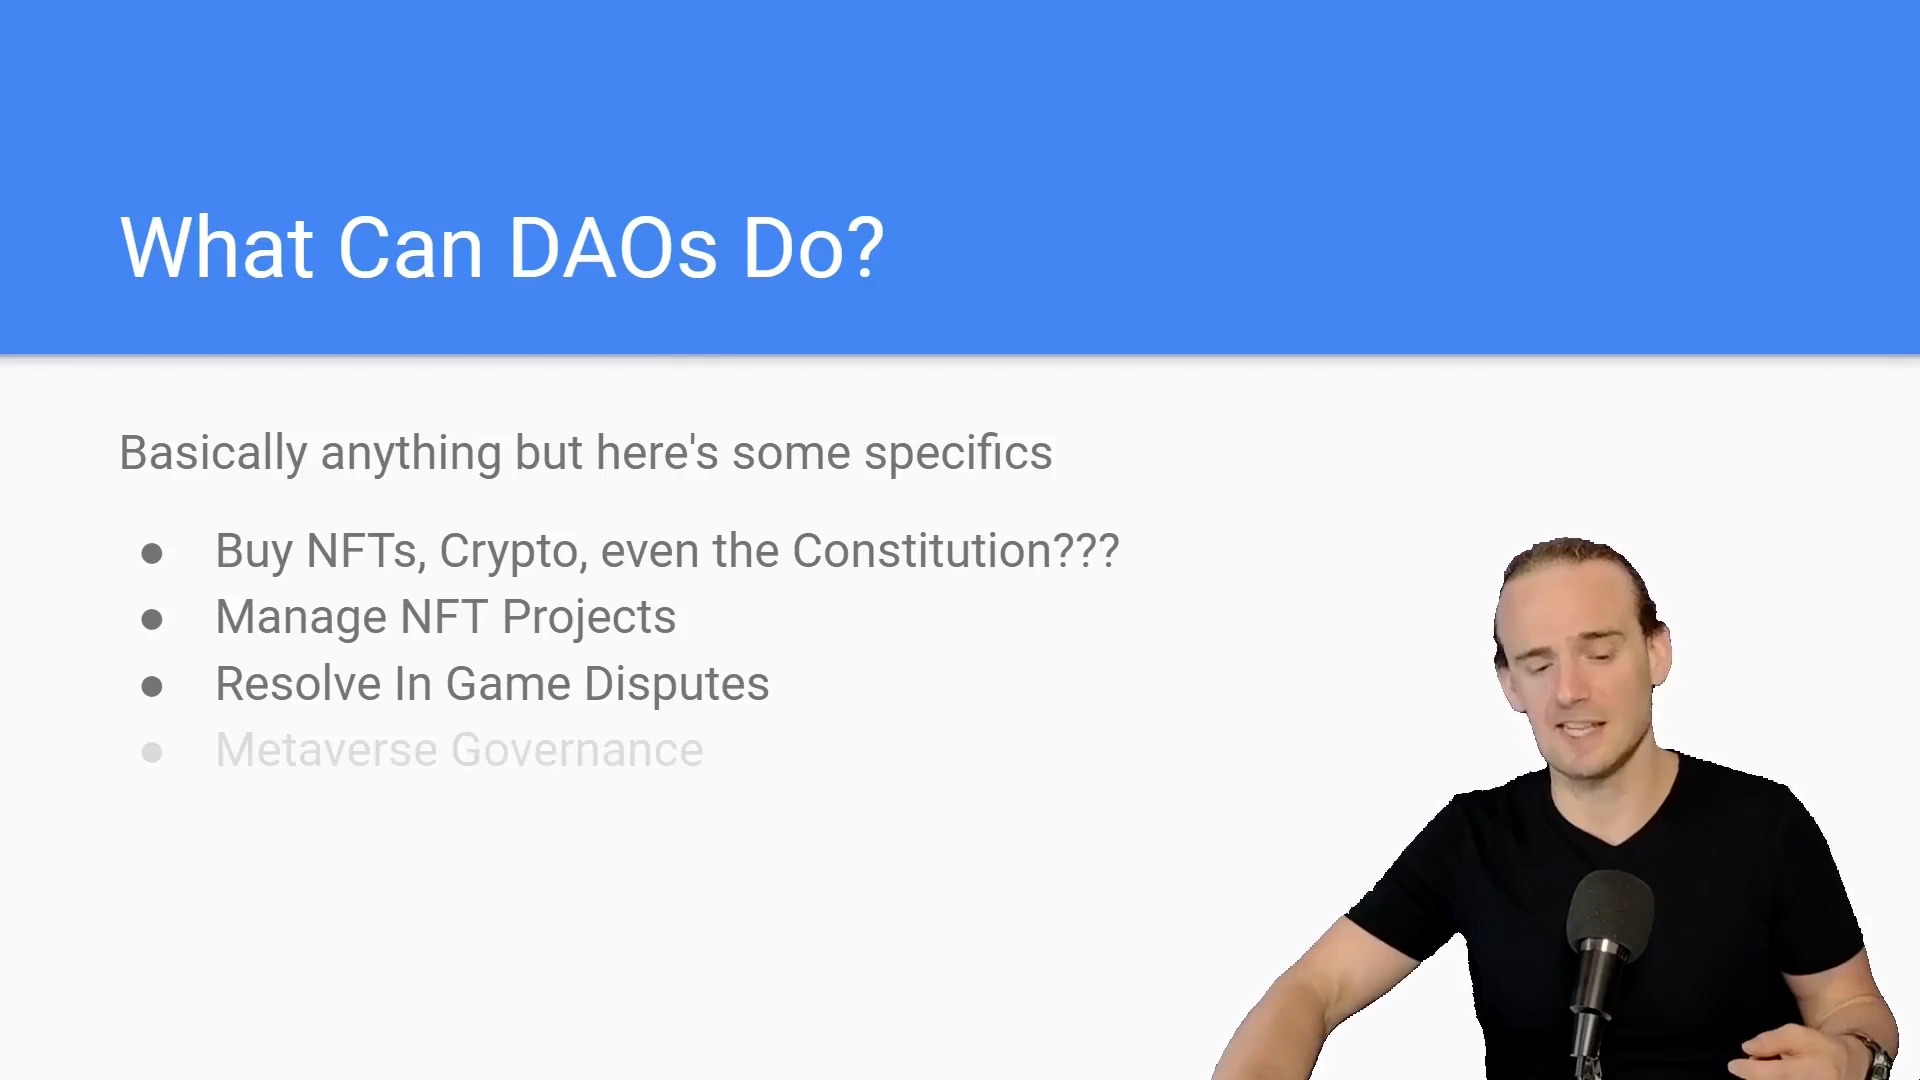 What Can DAOs Do?
Basically anything but here's some specifics
● Buy NFTs, Crypto, even the Constitution???
● Manage NFT Projects
● Resolve In Game Disputes
● Metaverse Governance